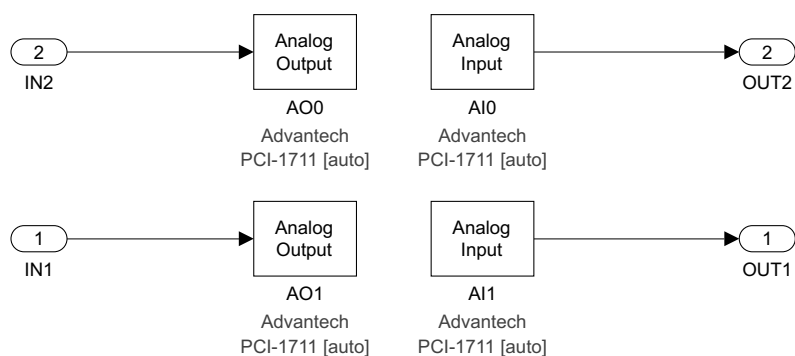 2
IN2
Analog
Output
AO0
Advantech
PCI-1711 [auto]
Analog
Input
AI0
Advantech
PCI-1711 [auto]
2
OUT2
1
IN1
Analog
Output
AO1
Advantech
PCI-1711 [auto]
Analog
Input
AI1
Advantech
PCI-1711 [auto]
1
OUT1